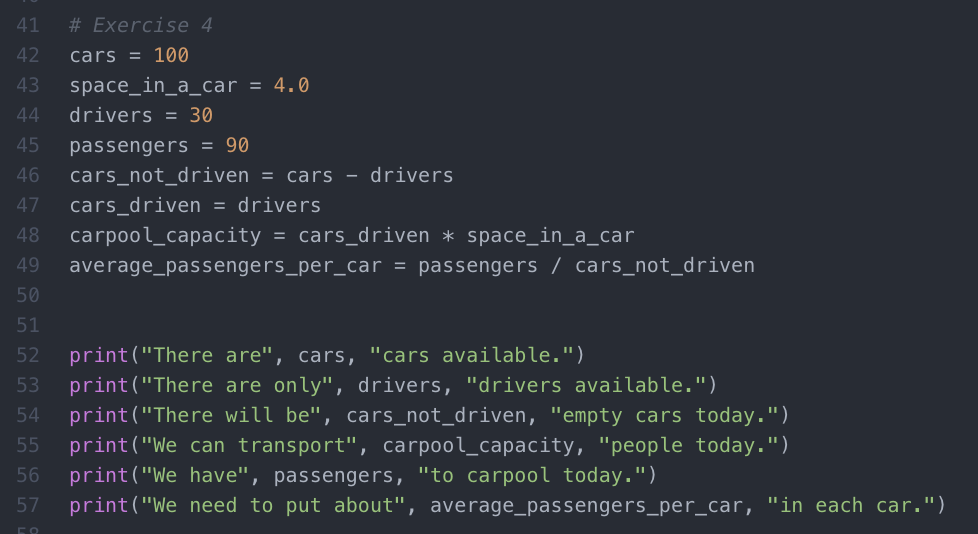 41 # Exercise 4
42 cars = 100
43 space_in_a_car = 4.0
44 drivers = 30
45 passengers = 90
46 cars_not_driven = cars - drivers
47 cars_driven = drivers
48 carpool_capacity = cars_driven * space_in_a_car
49 average_passengers_per_car = passengers / cars_not_driven
50
51
52 print("There are", cars, "cars available.")
53 print("There are only", drivers, "drivers available.")
54 print("There will be", cars_not_driven, "empty cars today.")
55 print("We can transport", carpool_capacity, "people today.")
56 print("We have", passengers, "to carpool today.")
57 print("We need to put about", average_passengers_per_car, "in each car.")